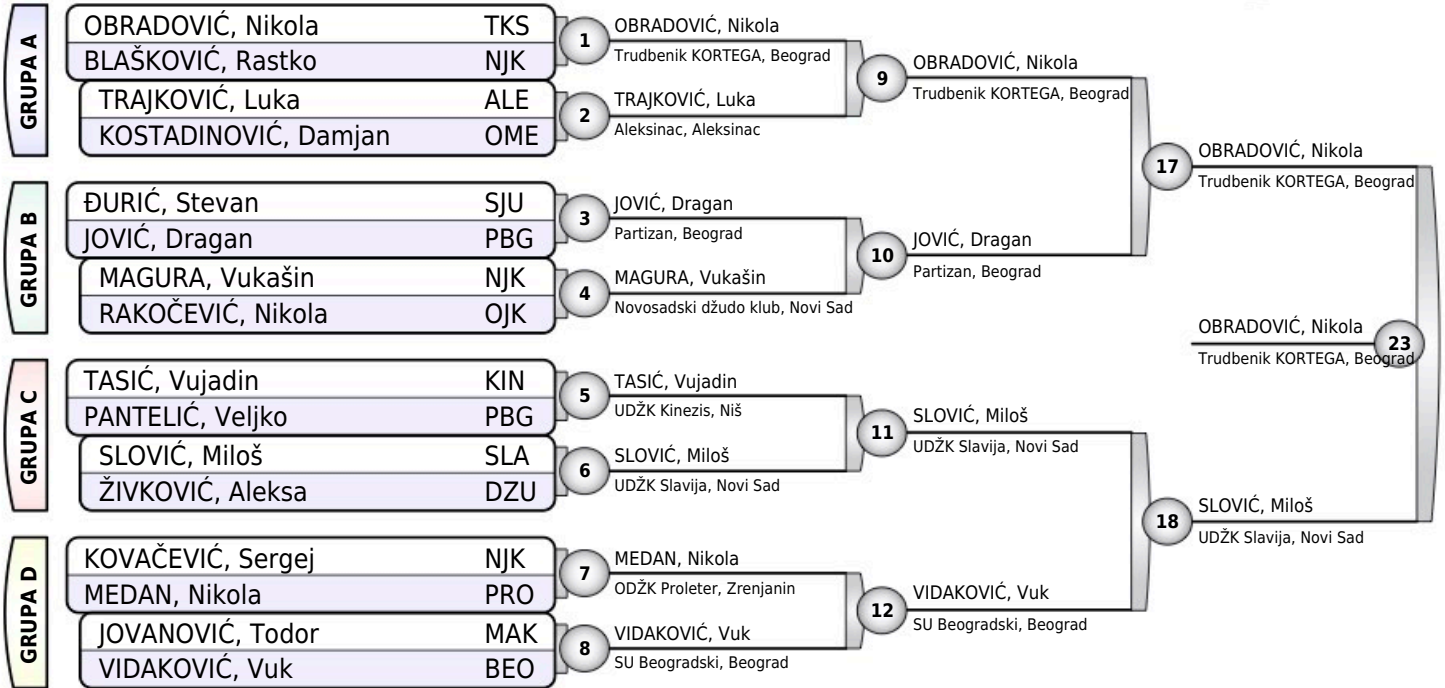 GRUPA A
OBRADOVIĆ, Nikola TKS
BLAŠKOVIĆ, Rastko NJK
TRAJKOVIĆ, Luka ALE
KOSTADINOVIĆ, Damjan OME
GRUPA B
ĐURIĆ, Stevan SJU
JOVIĆ, Dragan PBG
MAGURA, Vukašin NJK
RAKOČEVIĆ, Nikola OJK
GRUPA C
TASIĆ, Vujadin KIN
PANTELIĆ, Veljko PBG
SLOVIĆ, Miloš SLA
ŽIVKOVIĆ, Aleksa DZU
GRUPA D
KOVAČEVIĆ, Sergej NJK
MEDAN, Nikola PRO
JOVANOVIĆ, Todor MAK
VIDAKOVIĆ, Vuk BEO
1
OBRADOVIĆ, Nikola
Trudbenik KORTEGA, Beograd
2
TRAJKOVIĆ, Luka
Aleksinac, Aleksinac
3
JOVIĆ, Dragan
Partizan, Beograd
4
MAGURA, Vukašin
Novosadski džudo klub, Novi Sad
5
TASIĆ, Vujadin
UDŽK Kinezis, Niš
6
SLOVIĆ, Miloš
UDŽK Slavija, Novi Sad
7
MEDAN, Nikola
ODŽK Proleter, Zrenjanin
8
VIDAKOVIĆ, Vuk
SU Beogradski, Beograd
9
OBRADOVIĆ, Nikola
Trudbenik KORTEGA, Beograd
10
JOVIĆ, Dragan
Partizan, Beograd
11
SLOVIĆ, Miloš
UDŽK Slavija, Novi Sad
12
VIDAKOVIĆ, Vuk
SU Beogradski, Beograd
17
OBRADOVIĆ, Nikola
Trudbenik KORTEGA, Beograd
18
SLOVIĆ, Miloš
UDŽK Slavija, Novi Sad
OBRADOVIĆ, Nikola
23
Trudbenik KORTEGA, Beograd